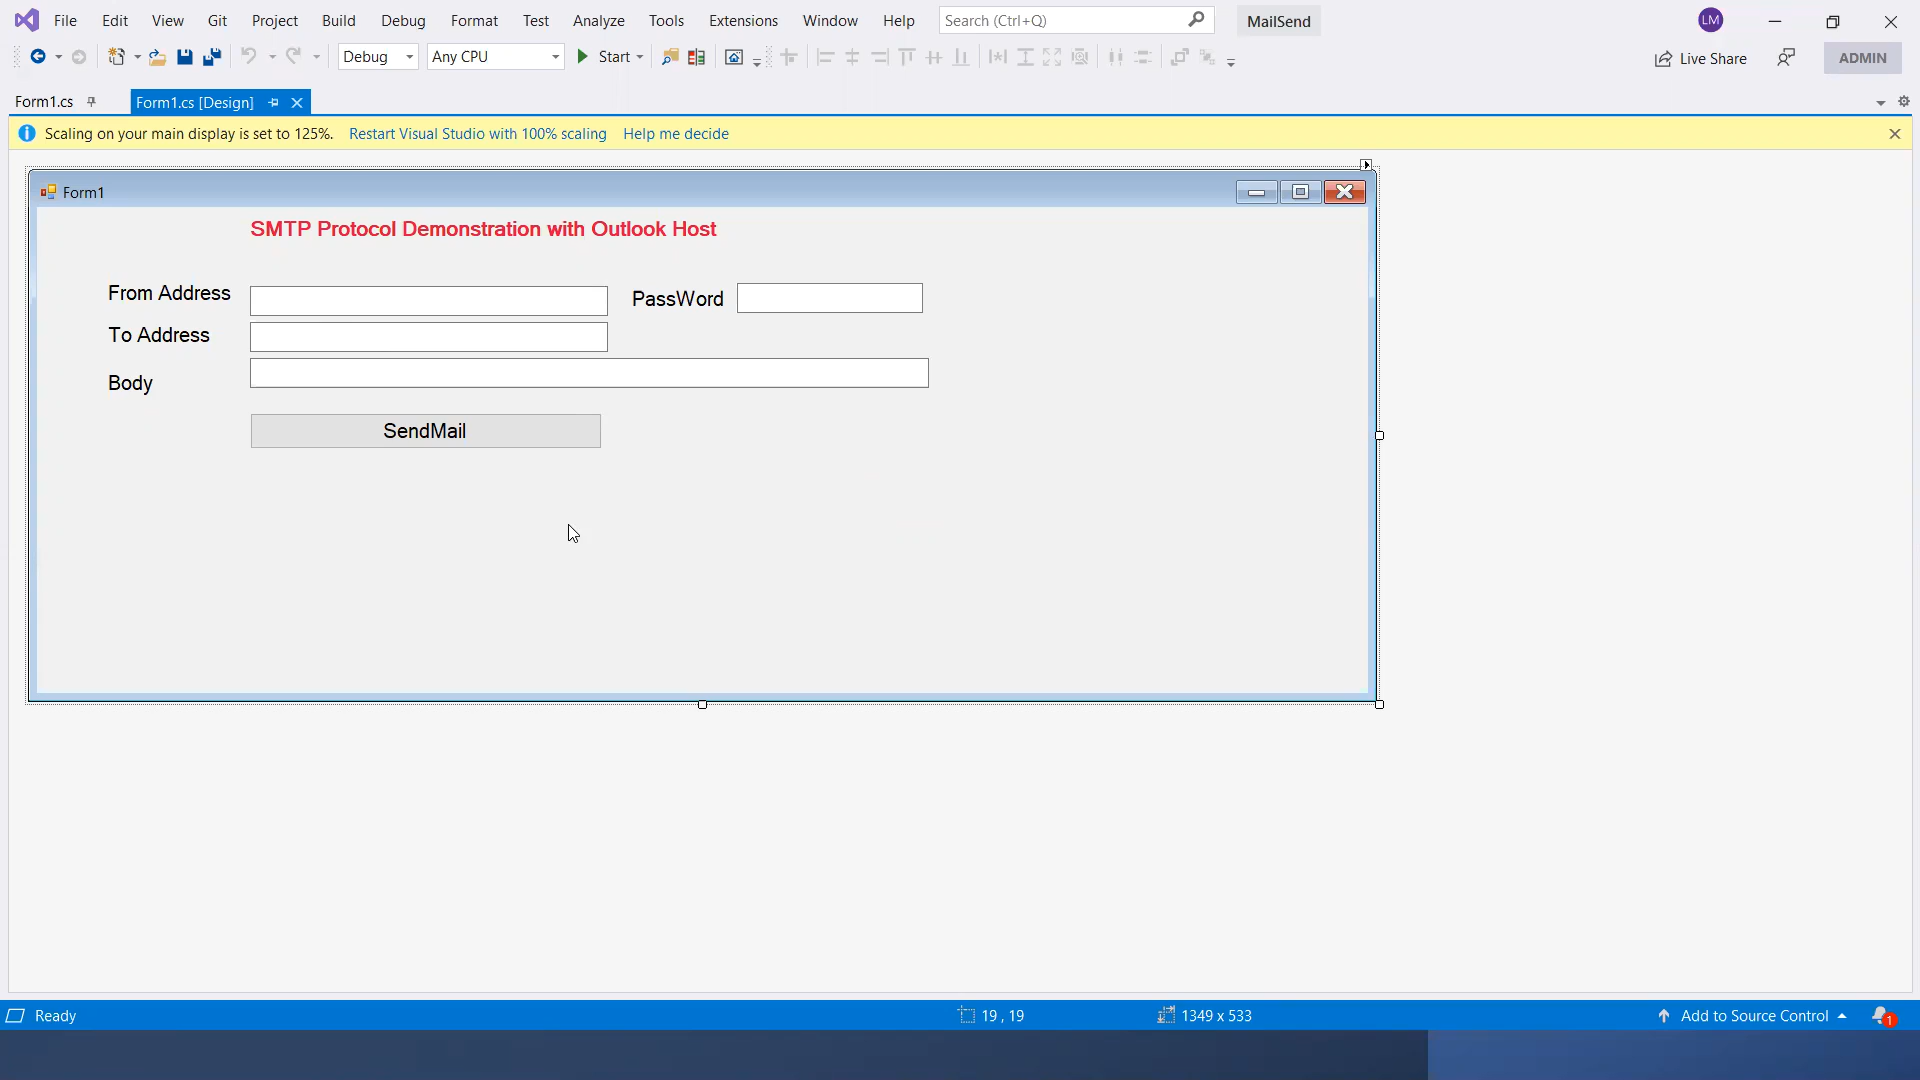 File Edit View Git Project Build Debug Format Test Analyze Tools Extensions Window Help Search (Ctrl+Q) MailSend LM
Debug Any CPU Start Live Share ADMIN
Form1.cs Form1.cs [Design]
Scaling on your main display is set to 125%. Restart Visual Studio with 100% scaling Help me decide
Form1
SMTP Protocol Demonstration with Outlook Host
From Address PassWord
To Address
Body
SendMail
Ready 19 , 19 1349 x 533 Add to Source Control 1